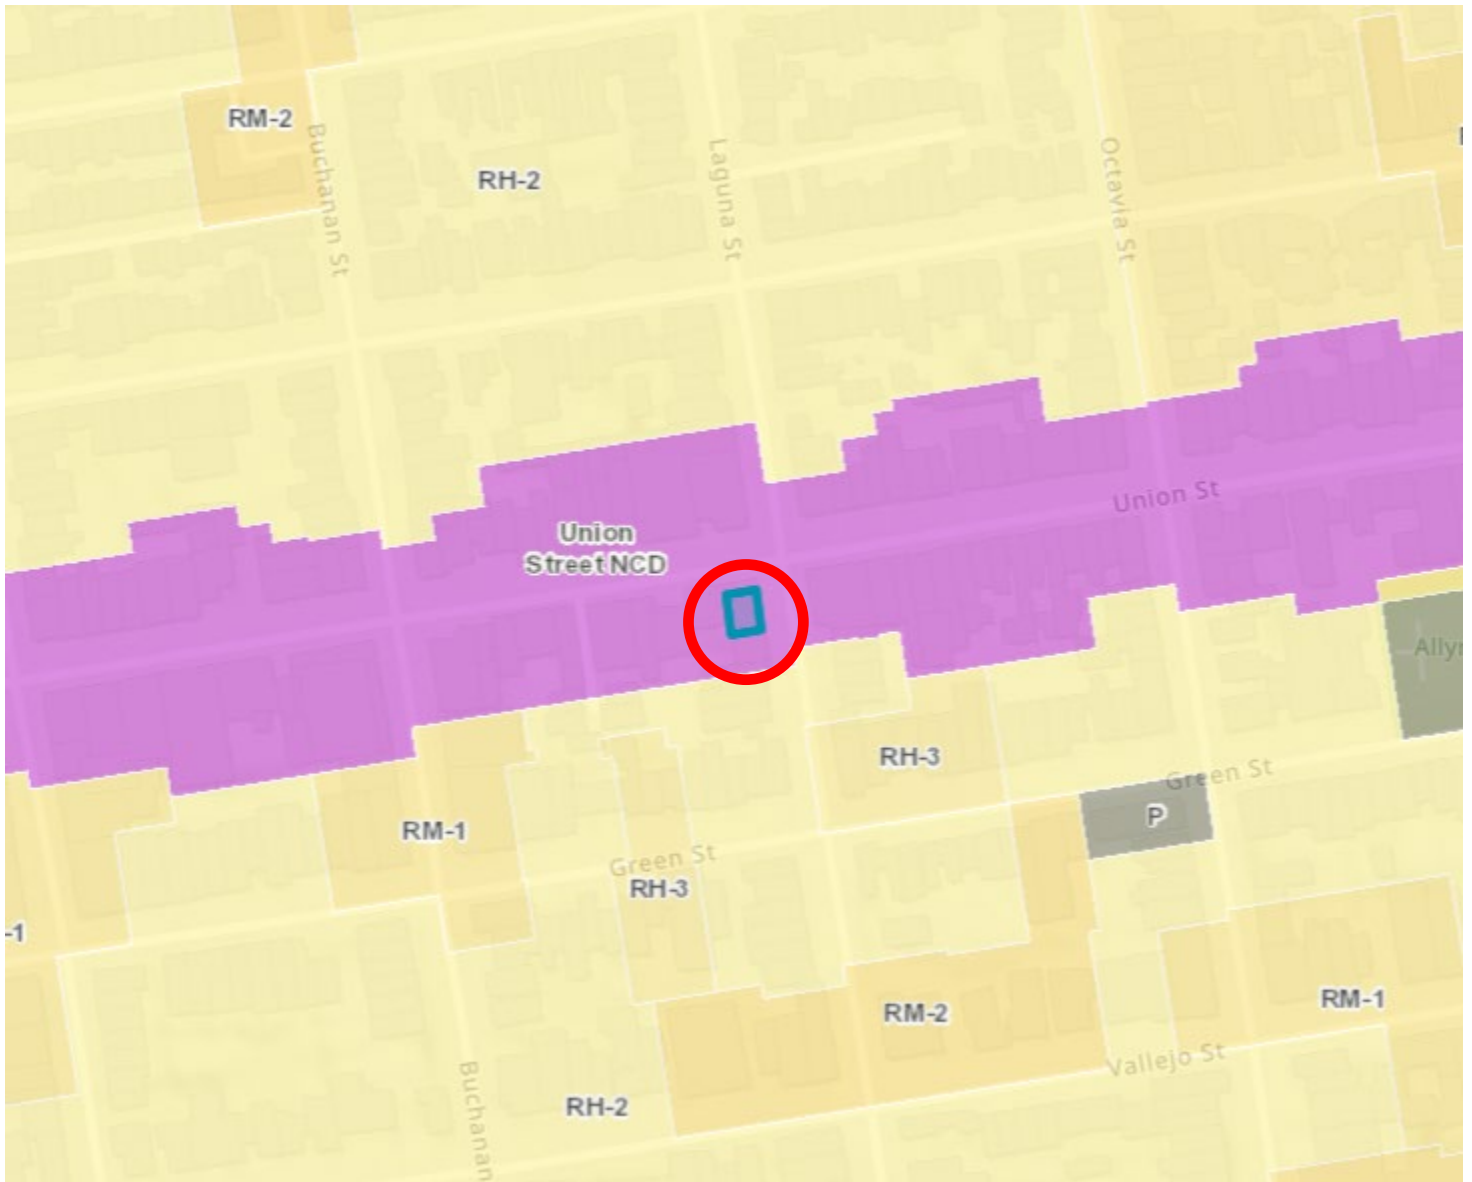 RM-2
Buchanan St
RH-2
Laguna St
Octavia St
Union St
Union
Street NCD
RH-3
Green St
P
RM-1
Green St
RH-3
-1
RM-2
RM-1
Vallejo St
RH-2
Buchanan